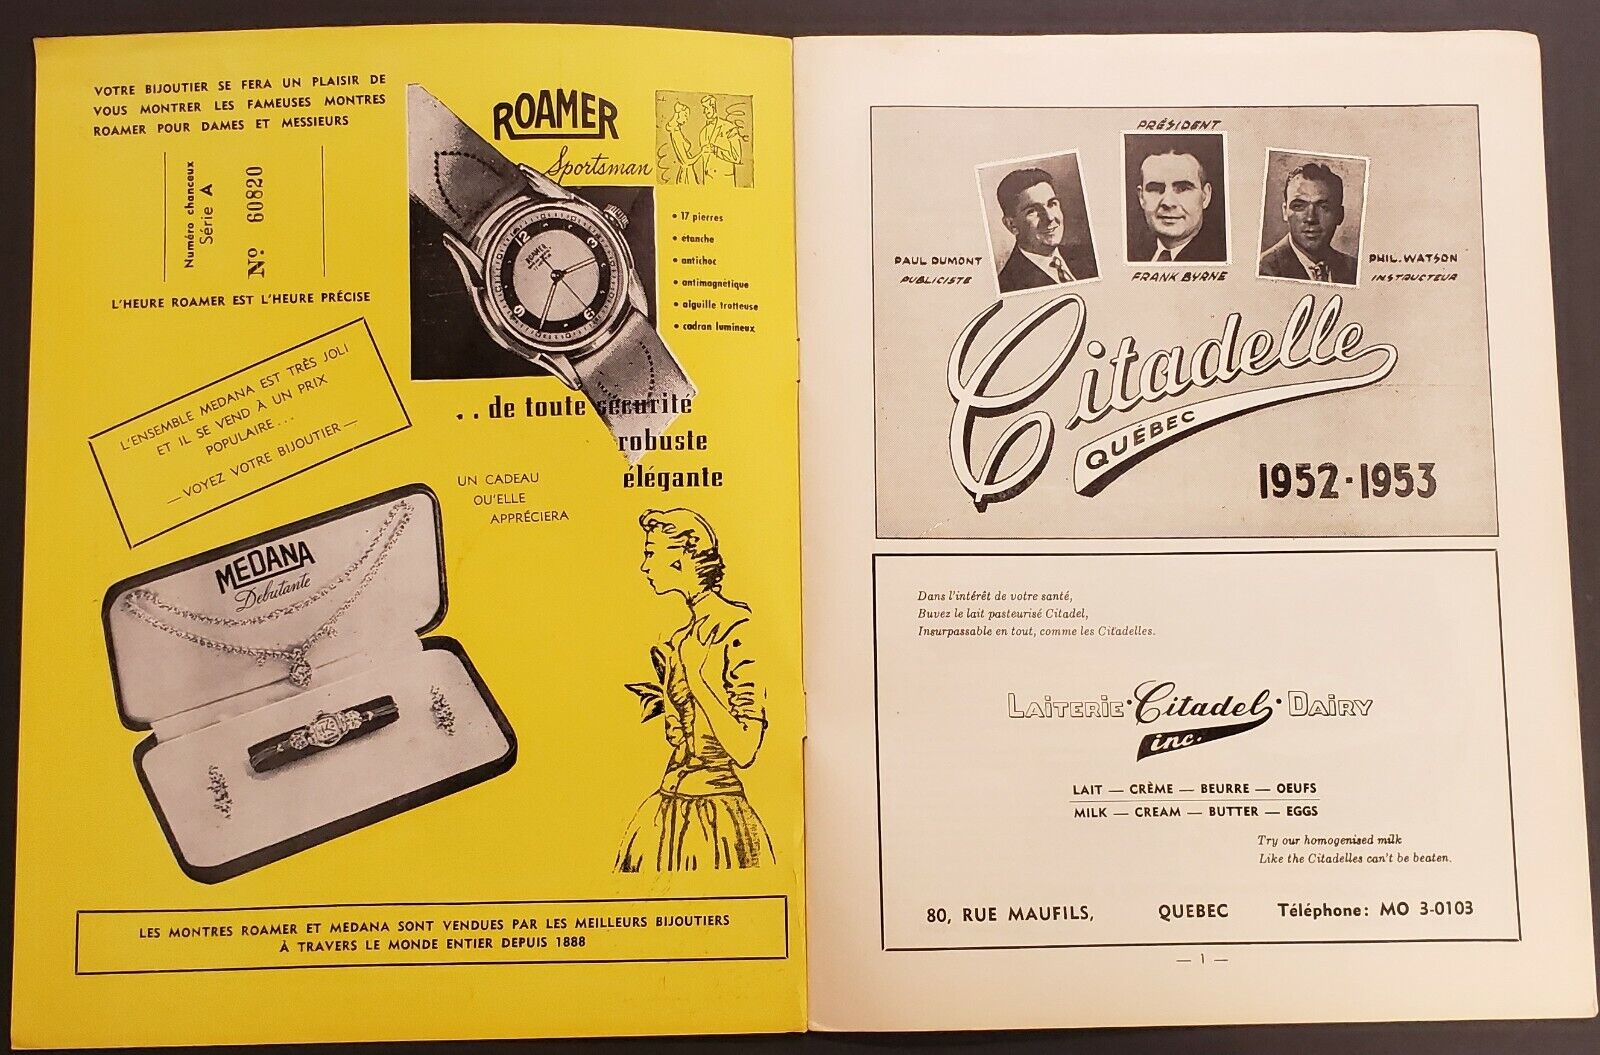 VOTRE BIJOUTIER SE FERA UN PLAISIR DE
VOUS MONTRER LES FAMEUSES MONTRES
ROAMER POUR DAMES ET MESSIEURS
Numéro chanceux
Série A
Nº 60820
L'HEURE ROAMER EST L'HEURE PRÉCISE
ROAMER
Sportsman
• 17 pierres
• étanche
• antichoc
• antimagnétique
• aiguille trotteuse
• cadran lumineux
12
3
6
9
ROAMER
..de toute sécurité
robuste
élégante
L'ENSEMBLE MEDANA EST TRÈS JOLI
ET IL SE VEND À UN PRIX
POPULAIRE...
—VOYEZ VOTRE BIJOUTIER—
UN CADEAU
QU'ELLE
APPRÉCIERA
MEDANA
Debutante
LES MONTRES ROAMER ET MEDANA SONT VENDUES PAR LES MEILLEURS BIJOUTIERS
À TRAVERS LE MONDE ENTIER DEPUIS 1888
PRÉSIDENT
PAUL DUMONT
PUBLICISTE
FRANK BYRNE
PHIL. WATSON
INSTRUCTEUR
Citadelle
QUÉBEC
1952·1953
Dans l'intérêt de votre santé,
Buvez le lait pasteurisé Citadel,
Insurpassable en tout, comme les Citadelles.
LAITERIE·Citadel·DAIRY
inc.
LAIT — CRÈME — BEURRE — OEUFS
MILK — CREAM — BUTTER — EGGS
Try our homogenised milk
Like the Citadelles can't be beaten.
80, RUE MAUFILS, QUEBEC Téléphone: MO 3-0103
— 1 —